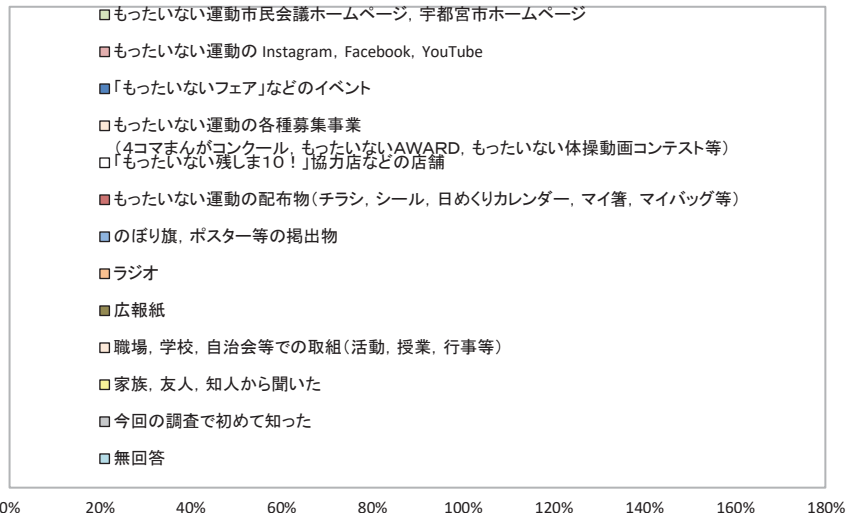 もったいない運動市民会議ホームページ，宇都宮市ホームページ
もったいない運動の Instagram，Facebook，YouTube
「もったいないフェア」などのイベント
もったいない運動の各種募集事業
（4コマまんがコンクール，もったいないAWARD，もったいない体操動画コンテスト等）
「もったいない残しま１０！」協力店などの店舗
もったいない運動の配布物（チラシ，シール，日めくりカレンダー，マイ箸，マイバッグ等）
のぼり旗，ポスター等の掲出物
ラジオ
広報紙
職場，学校，自治会等での取組（活動，授業，行事等）
家族，友人，知人から聞いた
今回の調査で初めて知った
無回答
0% 20% 40% 60% 80% 100% 120% 140% 160% 180%